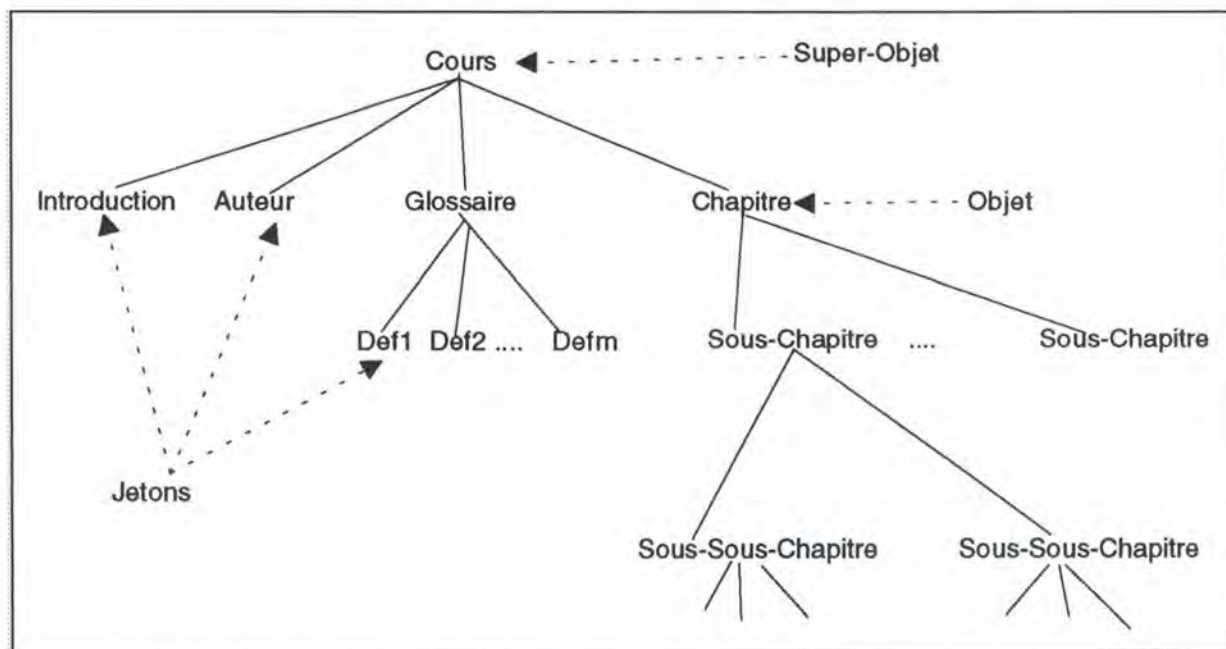 Cours Super-Objet
Introduction Auteur Glossaire Chapitre Objet
Def1 Def2 .... Defm Sous-Chapitre .... Sous-Chapitre
Jetons
Sous-Sous-Chapitre Sous-Sous-Chapitre